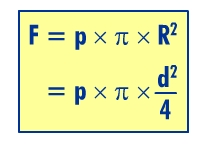 F = p × π × R²
= p × π × d²/4